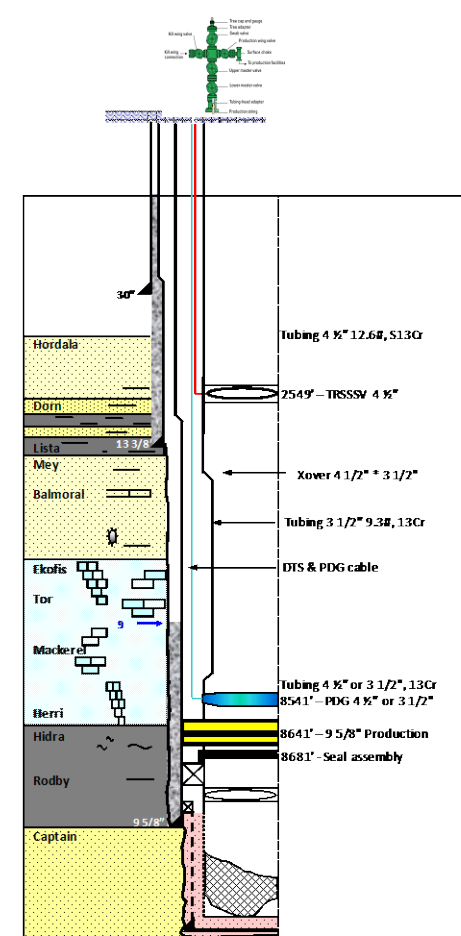 Tree cap and gauge
Tree adapter
Swab valve
Kill wing valve
Production wing valve
Kill wing
connection
Surface choke
To production facilities
Upper master valve
Lower master valve
Tubing head adapter
Production casing
30"
Tubing 4 ½" 12.6#, S13Cr
Hordala
2549' – TRSSSV 4 ½"
Dorn
13 3/8"
Lista
Mey
Xover 4 1/2" * 3 1/2"
Balmoral
Tubing 3 1/2" 9.3#, 13Cr
Ekofis
DTS & PDG cable
Tor
9
Mackerel
Tubing 4 ½" or 3 1/2", 13Cr
8541' – PDG 4 ½" or 3 1/2"
Herri
Hidra
8641' – 9 5/8" Production
8681' - Seal assembly
Rodby
9 5/8"
Captain